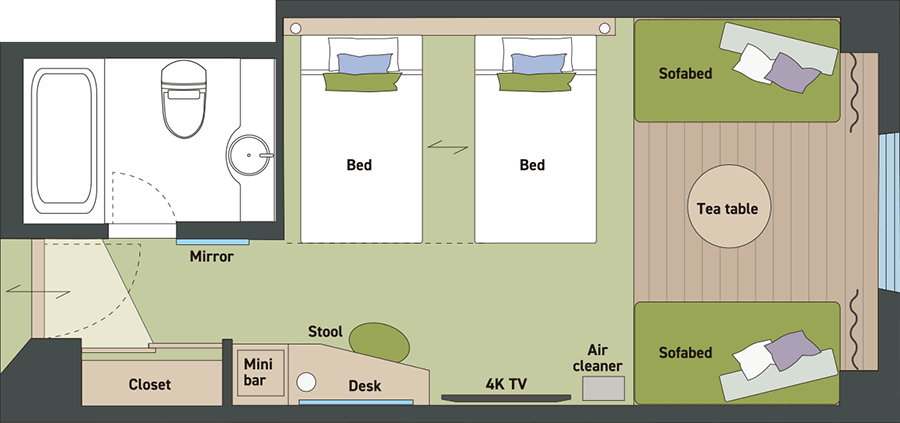 Sofabed
Bed
Bed
Tea table
Mirror
Stool
Mini
bar
Desk
4K TV
Air
cleaner
Sofabed
Closet